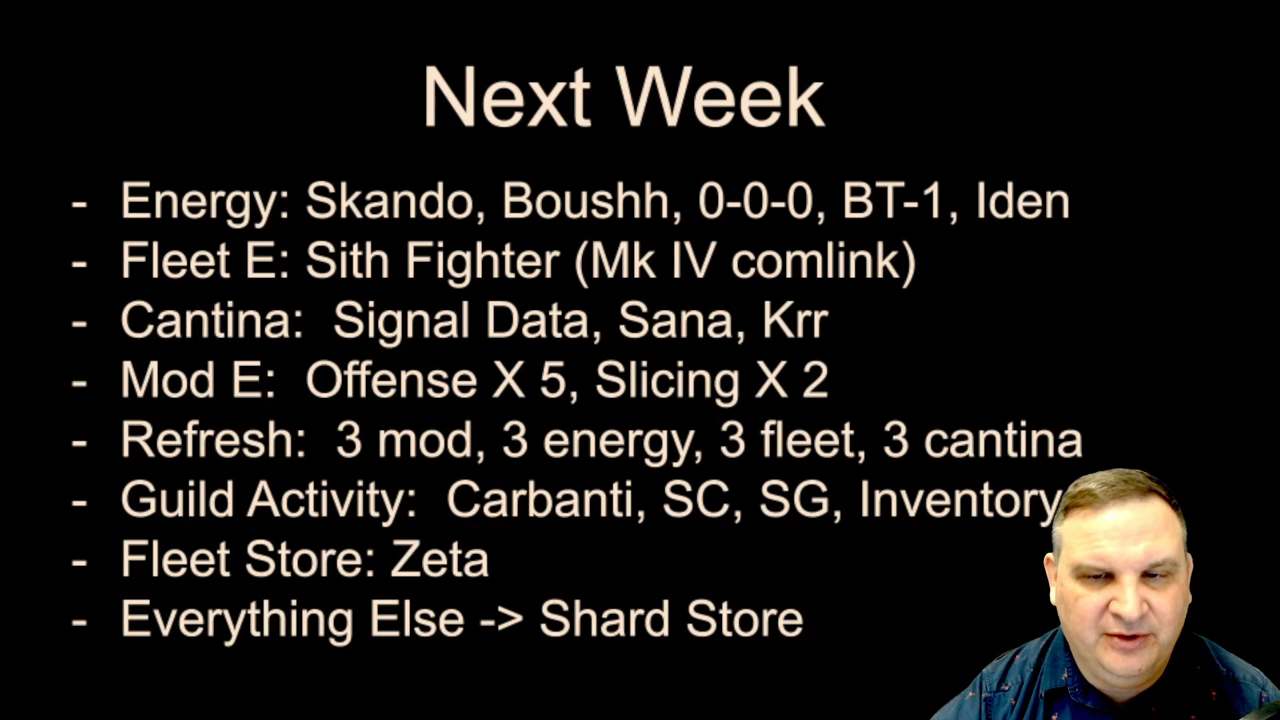 Next Week
- Energy: Skando, Boushh, 0-0-0, BT-1, Iden
- Fleet E: Sith Fighter (Mk IV comlink)
- Cantina: Signal Data, Sana, Krr
- Mod E: Offense X 5, Slicing X 2
- Refresh: 3 mod, 3 energy, 3 fleet, 3 cantina
- Guild Activity: Carbanti, SC, SG, Inventory
- Fleet Store: Zeta
- Everything Else -> Shard Store